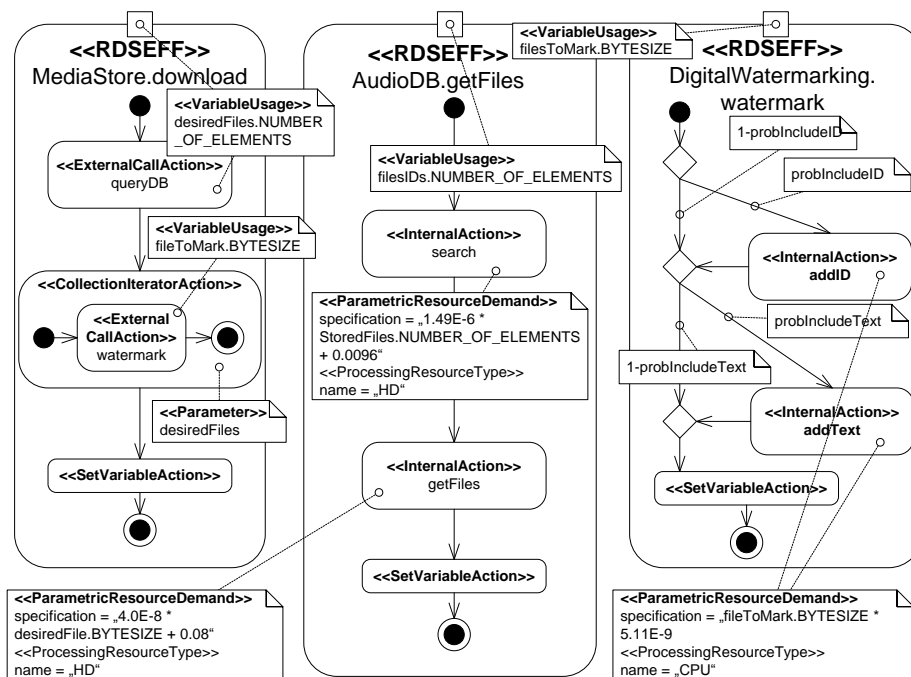 <<RDSEFF>>
MediaStore.download
<<VariableUsage>>
desiredFiles.NUMBER
_OF_ELEMENTS
<<ExternalCallAction>>
queryDB
<<VariableUsage>>
fileToMark.BYTESIZE
<<CollectionIteratorAction>>
<<External
CallAction>>
watermark
<<Parameter>>
desiredFiles
<<SetVariableAction>>
<<ParametricResourceDemand>>
specification = „4.0E-8 *
desiredFile.BYTESIZE + 0.08“
<<ProcessingResourceType>>
name = „HD“
<<RDSEFF>>
AudioDB.getFiles
<<VariableUsage>>
filesIDs.NUMBER_OF_ELEMENTS
<<InternalAction>>
search
<<ParametricResourceDemand>>
specification = „1.49E-6 *
StoredFiles.NUMBER_OF_ELEMENTS
+ 0.0096“
<<ProcessingResourceType>>
name = „HD“
<<InternalAction>>
getFiles
<<SetVariableAction>>
<<VariableUsage>>
filesToMark.BYTESIZE
<<RDSEFF>>
DigitalWatermarking.
watermark
1-probIncludeID
probIncludeID
<<InternalAction>>
addID
probIncludeText
1-probIncludeText
<<InternalAction>>
addText
<<SetVariableAction>>
<<ParametricResourceDemand>>
specification = „fileToMark.BYTESIZE *
5.11E-9
<<ProcessingResourceType>>
name = „CPU“